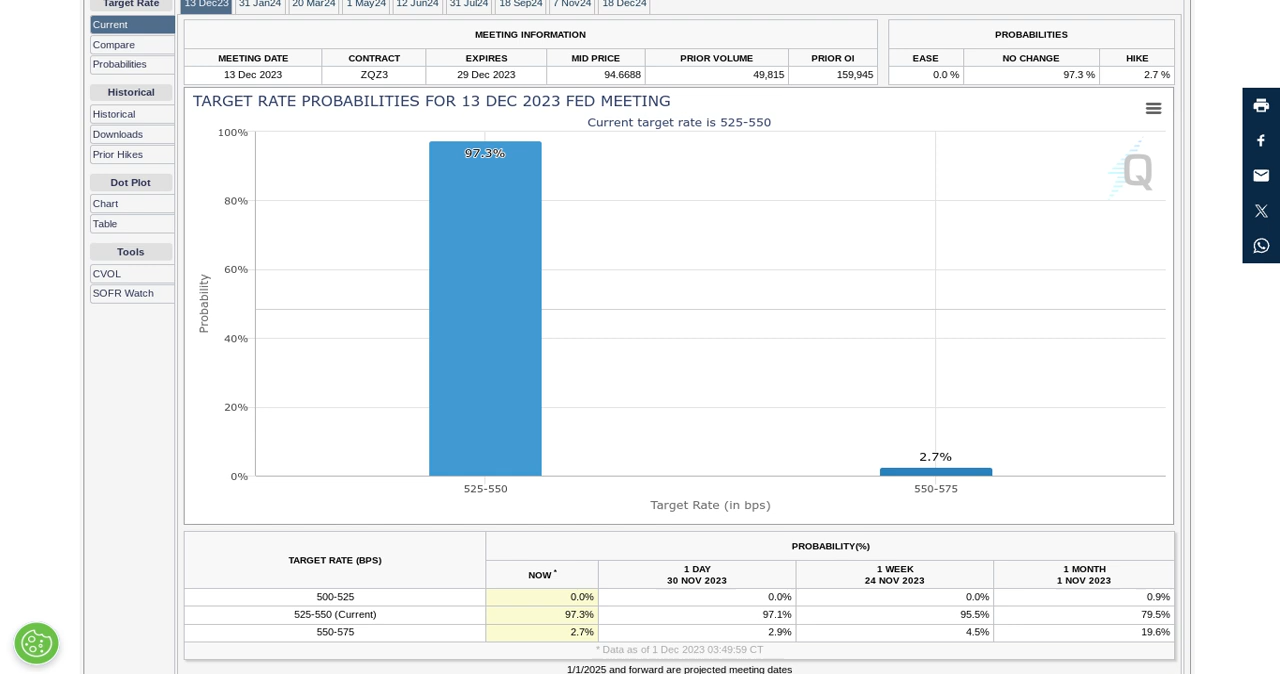 Target Rate
13 Dec23 31 Jan24 20 Mar24 1 May24 12 Jun24 31 Jul24 18 Sep24 7 Nov24 18 Dec24
Current
Compare
Probabilities
Historical
Historical
Downloads
Prior Hikes
Dot Plot
Chart
Table
Tools
CVOL
SOFR Watch
MEETING INFORMATION
MEETING DATE CONTRACT EXPIRES MID PRICE PRIOR VOLUME PRIOR OI
13 Dec 2023 ZQZ3 29 Dec 2023 94.6688 49,815 159,945
PROBABILITIES
EASE NO CHANGE HIKE
0.0 % 97.3 % 2.7 %
TARGET RATE PROBABILITIES FOR 13 DEC 2023 FED MEETING
Current target rate is 525-550
Q
Probability
100%
80%
60%
40%
20%
0%
97.3%
2.7%
525-550 550-575
Target Rate (in bps)
TARGET RATE (BPS) PROBABILITY(%)
NOW * 1 DAY 1 WEEK 1 MONTH
30 NOV 2023 24 NOV 2023 1 NOV 2023
500-525 0.0% 0.0% 0.0% 0.9%
525-550 (Current) 97.3% 97.1% 95.5% 79.5%
550-575 2.7% 2.9% 4.5% 19.6%
* Data as of 1 Dec 2023 03:49:59 CT
1/1/2025 and forward are projected meeting dates